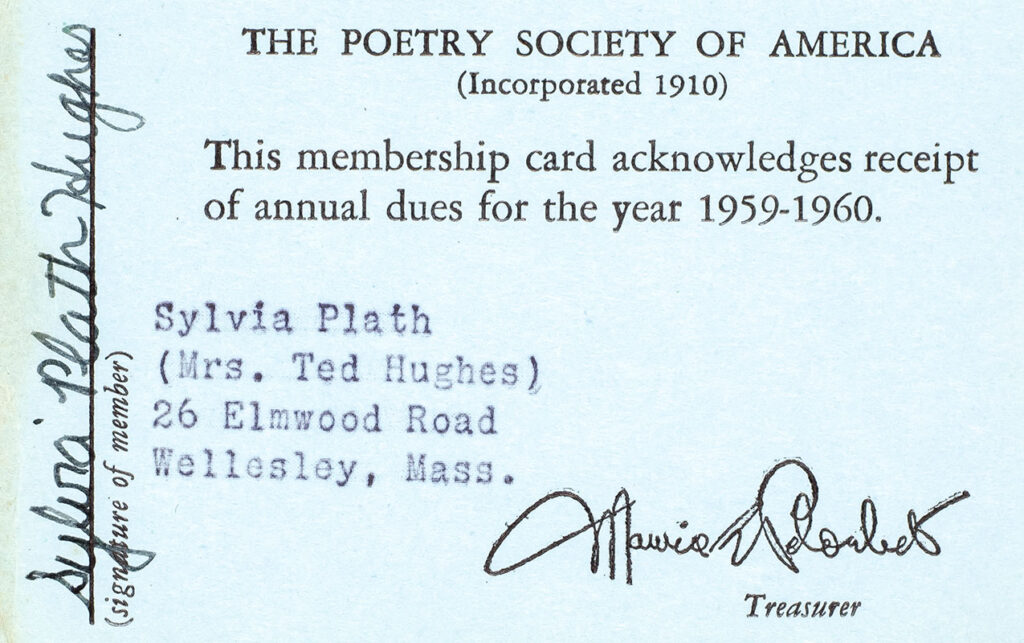 THE POETRY SOCIETY OF AMERICA
(Incorporated 1910)
This membership card acknowledges receipt
of annual dues for the year 1959-1960.
Sylvia Plath
(Mrs. Ted Hughes)
26 Elmwood Road
Wellesley, Mass.
Treasurer
Sylvia Plath Hughes
(signature of member)